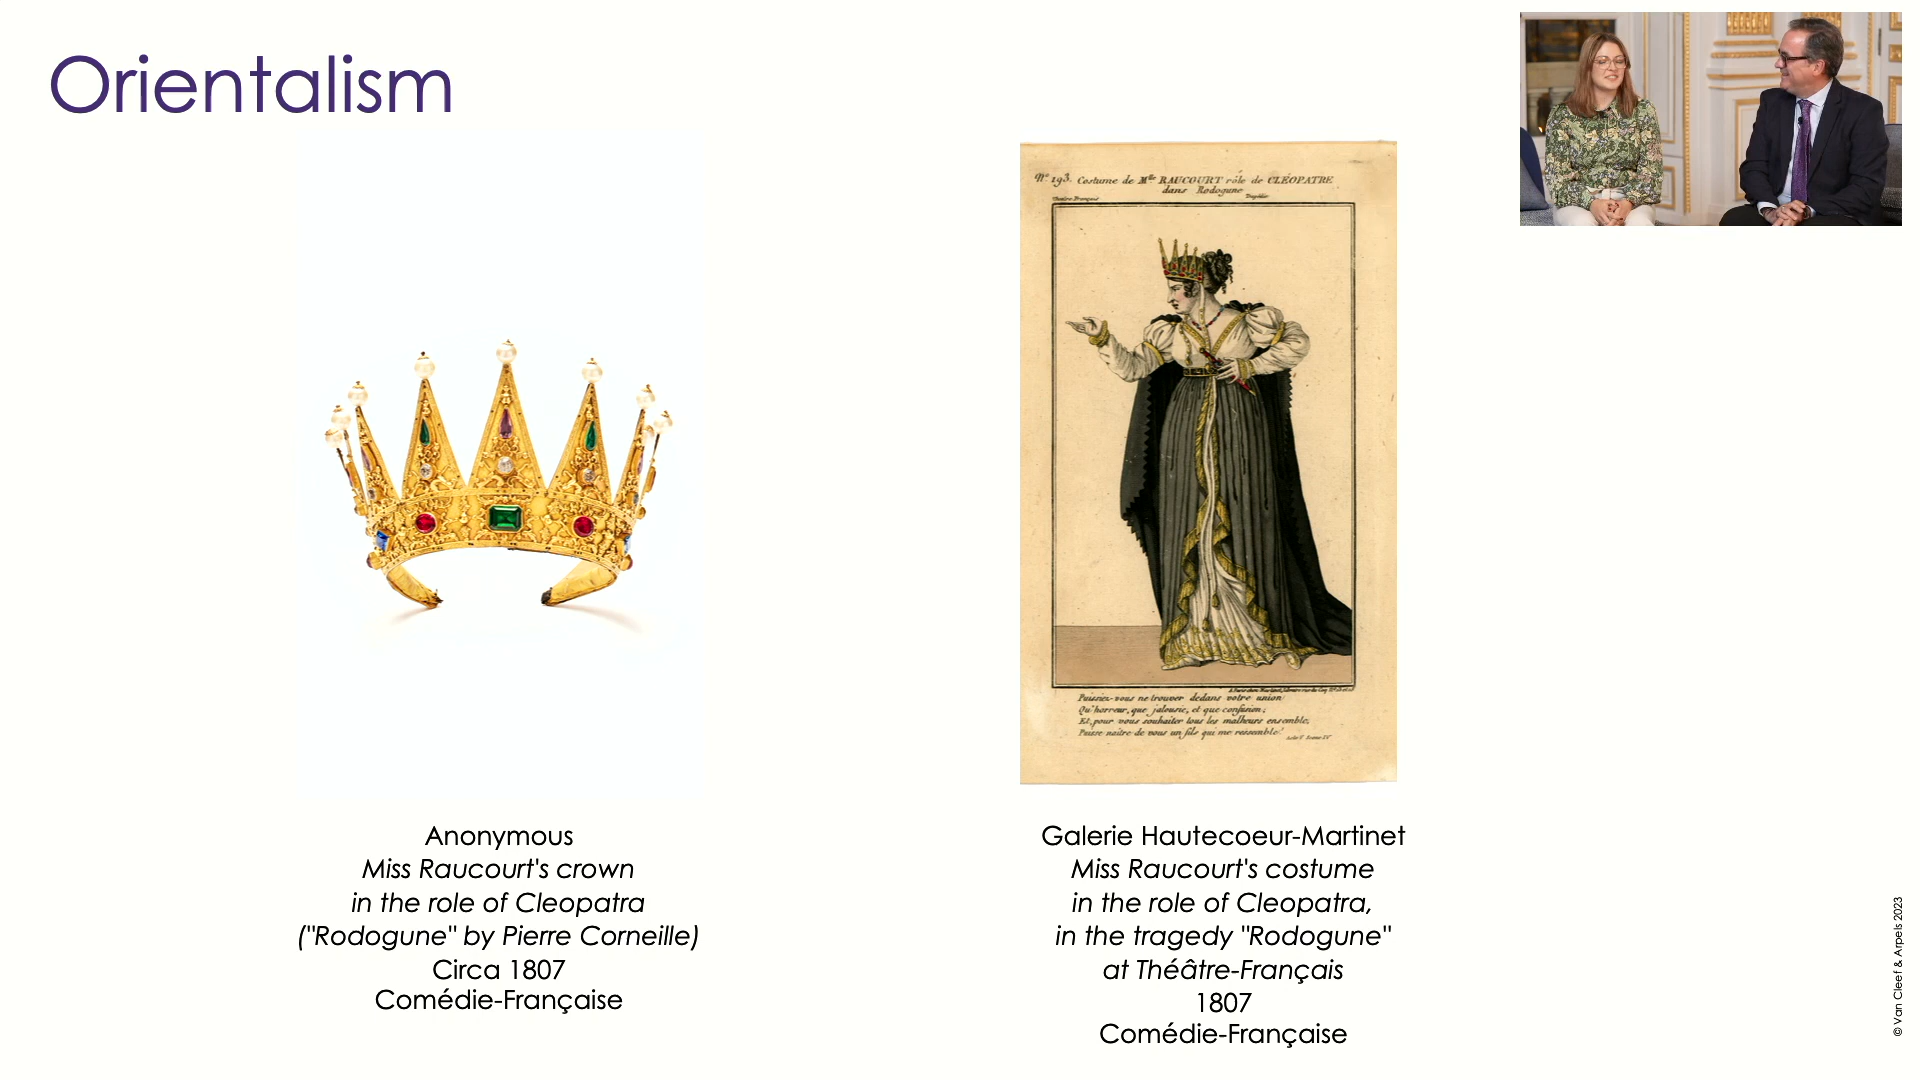 Orientalism
Nº 193. Costume de Mlle RAUCOURT rôle de CLÉOPATRE
dans Rodogune
Théâtre Français Tragédie
Puissiez-vous ne trouver dedans votre union
Qu'horreur, que jalousie, et que confusion;
Et, pour vous souhaiter tous les malheurs ensemble,
Puisse naître de vous un fils qui me ressemble!
Anonymous
Miss Raucourt's crown
in the role of Cleopatra
("Rodogune" by Pierre Corneille)
Circa 1807
Comédie-Française
Galerie Hautecoeur-Martinet
Miss Raucourt's costume
in the role of Cleopatra,
in the tragedy "Rodogune"
at Théâtre-Français
1807
Comédie-Française
© Van Cleef & Arpels 2023